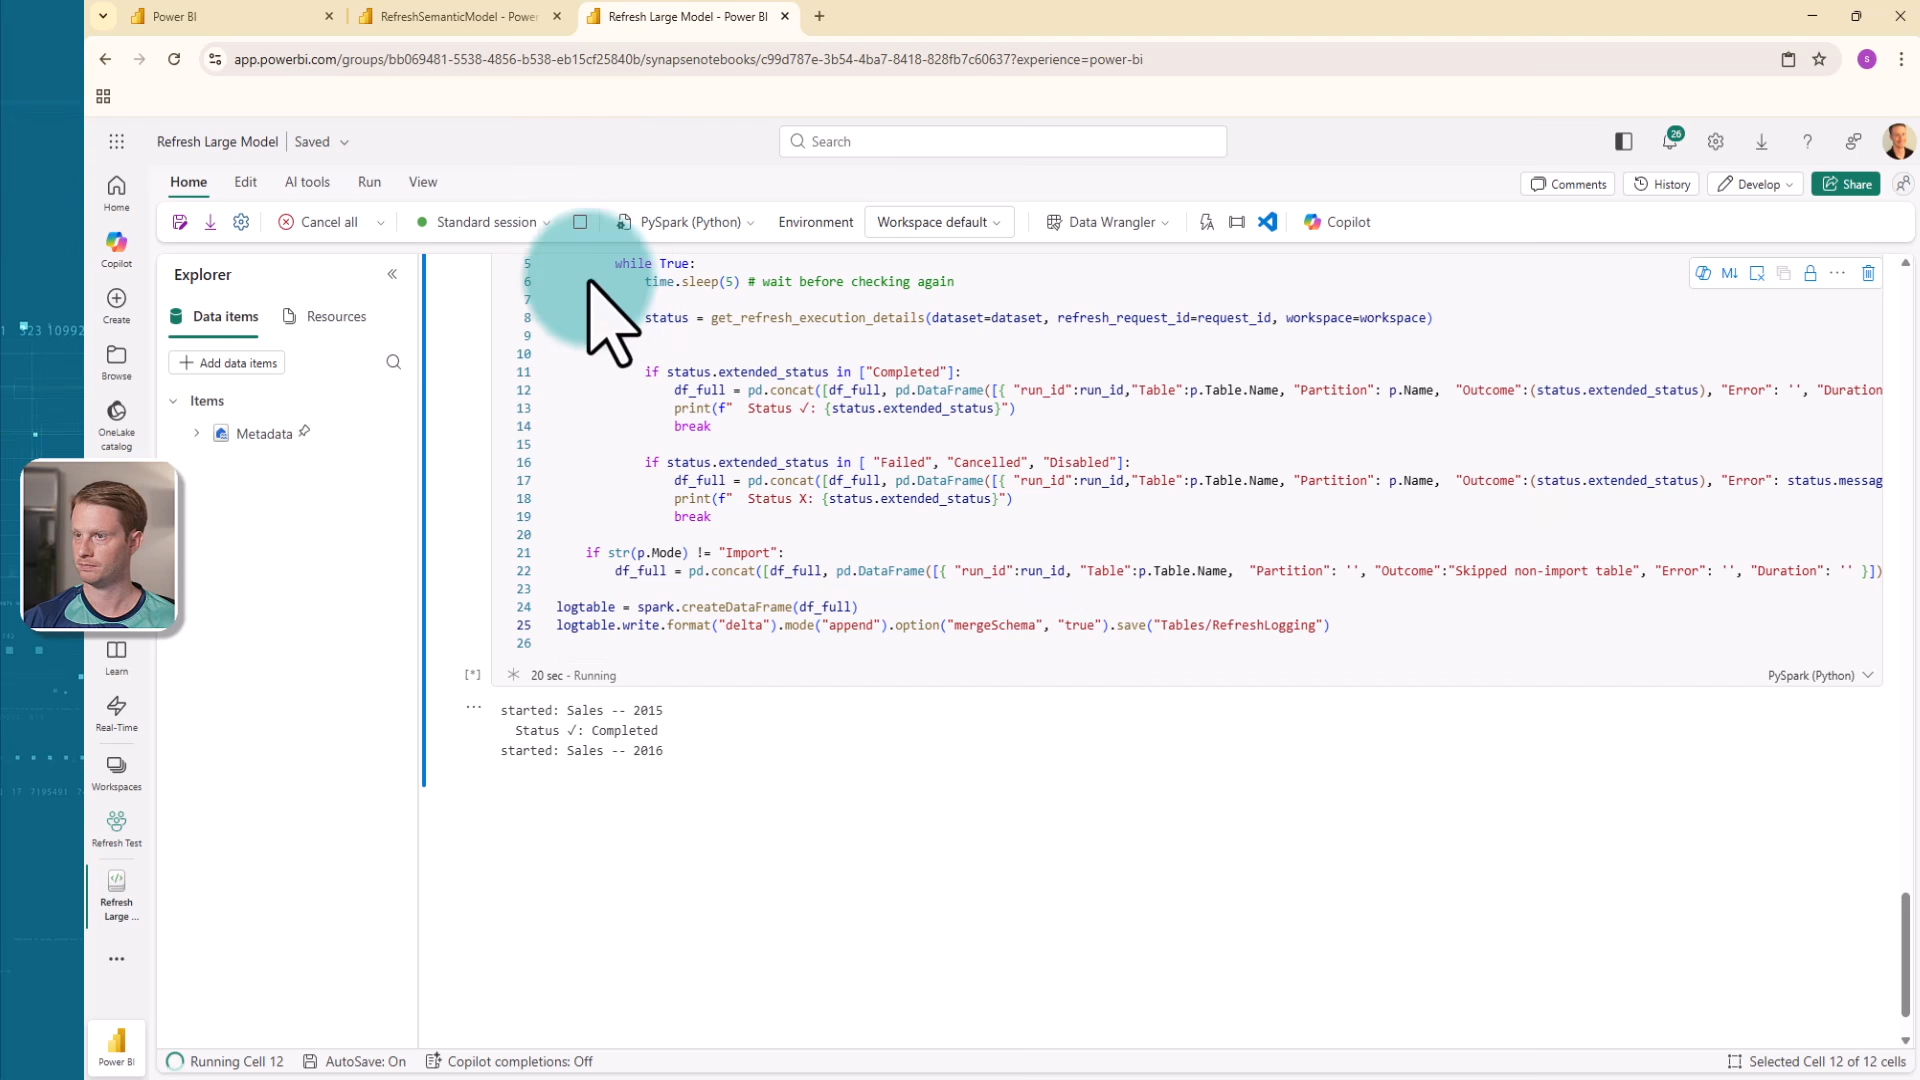 Power BI
RefreshSemanticModel - Power
Refresh Large Model - Power BI
app.powerbi.com/groups/bb069481-5538-4856-b538-eb15cf25840b/synapsenotebooks/c99d787e-3b54-4ba7-8418-828fb7c60637?experience=power-bi
S
Refresh Large Model
Saved
Search
26
Home
Edit
AI tools
Run
View
Comments
History
Develop
Share
Cancel all
Standard session
PySpark (Python)
Environment
Workspace default
Data Wrangler
Copilot
Home
Copilot
Create
Browse
OneLake
catalog
Learn
Real-Time
Workspaces
Refresh Test
Refresh
Large ...
Power BI
Explorer
Data items
Resources
Add data items
Items
Metadata
5 while True:
6 time.sleep(5) # wait before checking again
7
8 status = get_refresh_execution_details(dataset=dataset, refresh_request_id=request_id, workspace=workspace)
9
10
11 if status.extended_status in ["Completed"]:
12 df_full = pd.concat([df_full, pd.DataFrame([{ "run_id":run_id,"Table":p.Table.Name, "Partition": p.Name, "Outcome":(status.extended_status), "Error": '', "Duration
13 print(f" Status ✓: {status.extended_status}")
14 break
15
16 if status.extended_status in [ "Failed", "Cancelled", "Disabled"]:
17 df_full = pd.concat([df_full, pd.DataFrame([{ "run_id":run_id,"Table":p.Table.Name, "Partition": p.Name, "Outcome":(status.extended_status), "Error": status.messag
18 print(f" Status X: {status.extended_status}")
19 break
20
21 if str(p.Mode) != "Import":
22 df_full = pd.concat([df_full, pd.DataFrame([{ "run_id":run_id, "Table":p.Table.Name, "Partition": '', "Outcome":"Skipped non-import table", "Error": '', "Duration": '' }])
23
24 logtable = spark.createDataFrame(df_full)
25 logtable.write.format("delta").mode("append").option("mergeSchema", "true").save("Tables/RefreshLogging")
26
[*]
20 sec - Running
PySpark (Python)
started: Sales -- 2015
Status ✓: Completed
started: Sales -- 2016
Running Cell 12
AutoSave: On
Copilot completions: Off
Selected Cell 12 of 12 cells